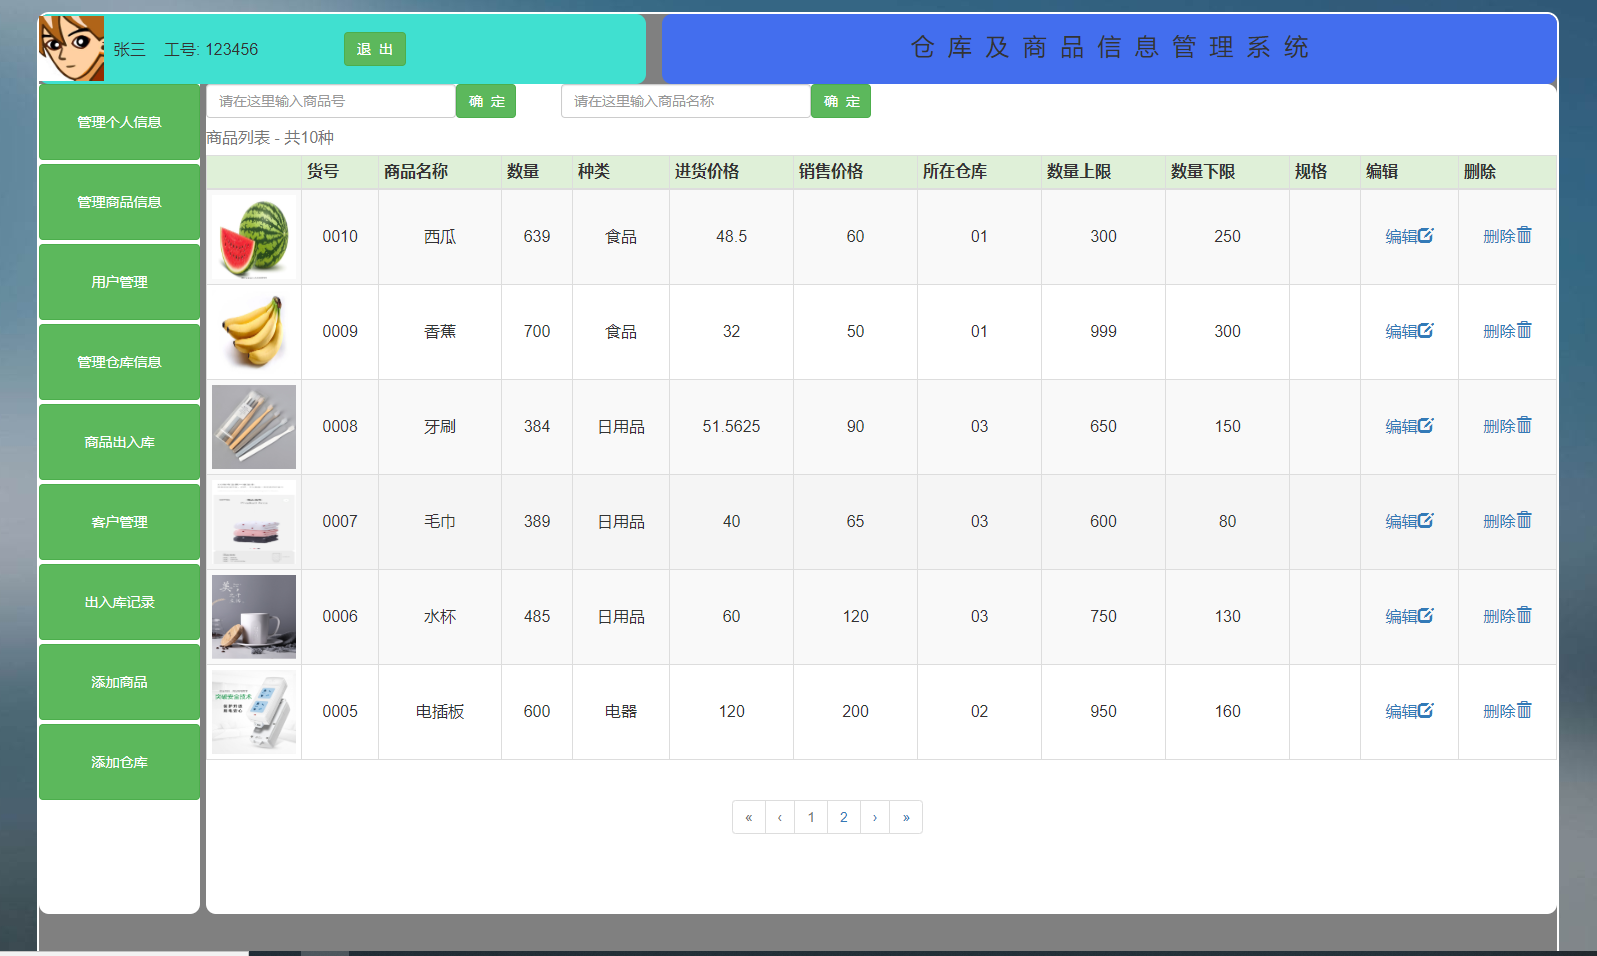 张三 工号: 123456 退 出
仓库及商品信息管理系统
管理个人信息
管理商品信息
用户管理
管理仓库信息
商品出入库
客户管理
出入库记录
添加商品
添加仓库
请在这里输入商品号 确 定 请在这里输入商品名称 确 定
商品列表 - 共10种
货号 商品名称 数量 种类 进货价格 销售价格 所在仓库 数量上限 数量下限 规格 编辑 删除
0010 西瓜 639 食品 48.5 60 01 300 250 编辑 删除
0009 香蕉 700 食品 32 50 01 999 300 编辑 删除
0008 牙刷 384 日用品 51.5625 90 03 650 150 编辑 删除
0007 毛巾 389 日用品 40 65 03 600 80 编辑 删除
0006 水杯 485 日用品 60 120 03 750 130 编辑 删除
0005 电插板 600 电器 120 200 02 950 160 编辑 删除
« ‹ 1 2 › »